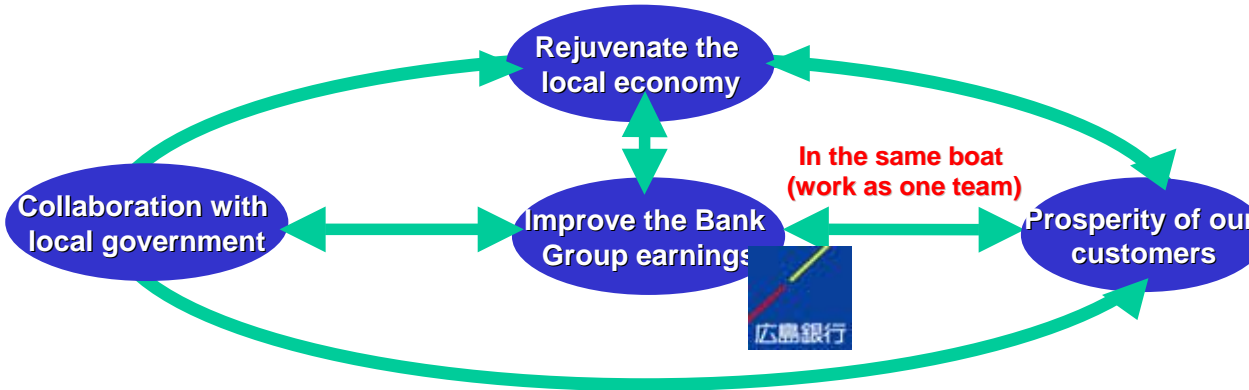 Rejuvenate the
local economy
In the same boat
(work as one team)
Collaboration with
local government
Improve the Bank
Group earnings
Prosperity of our
customers
広島銀行